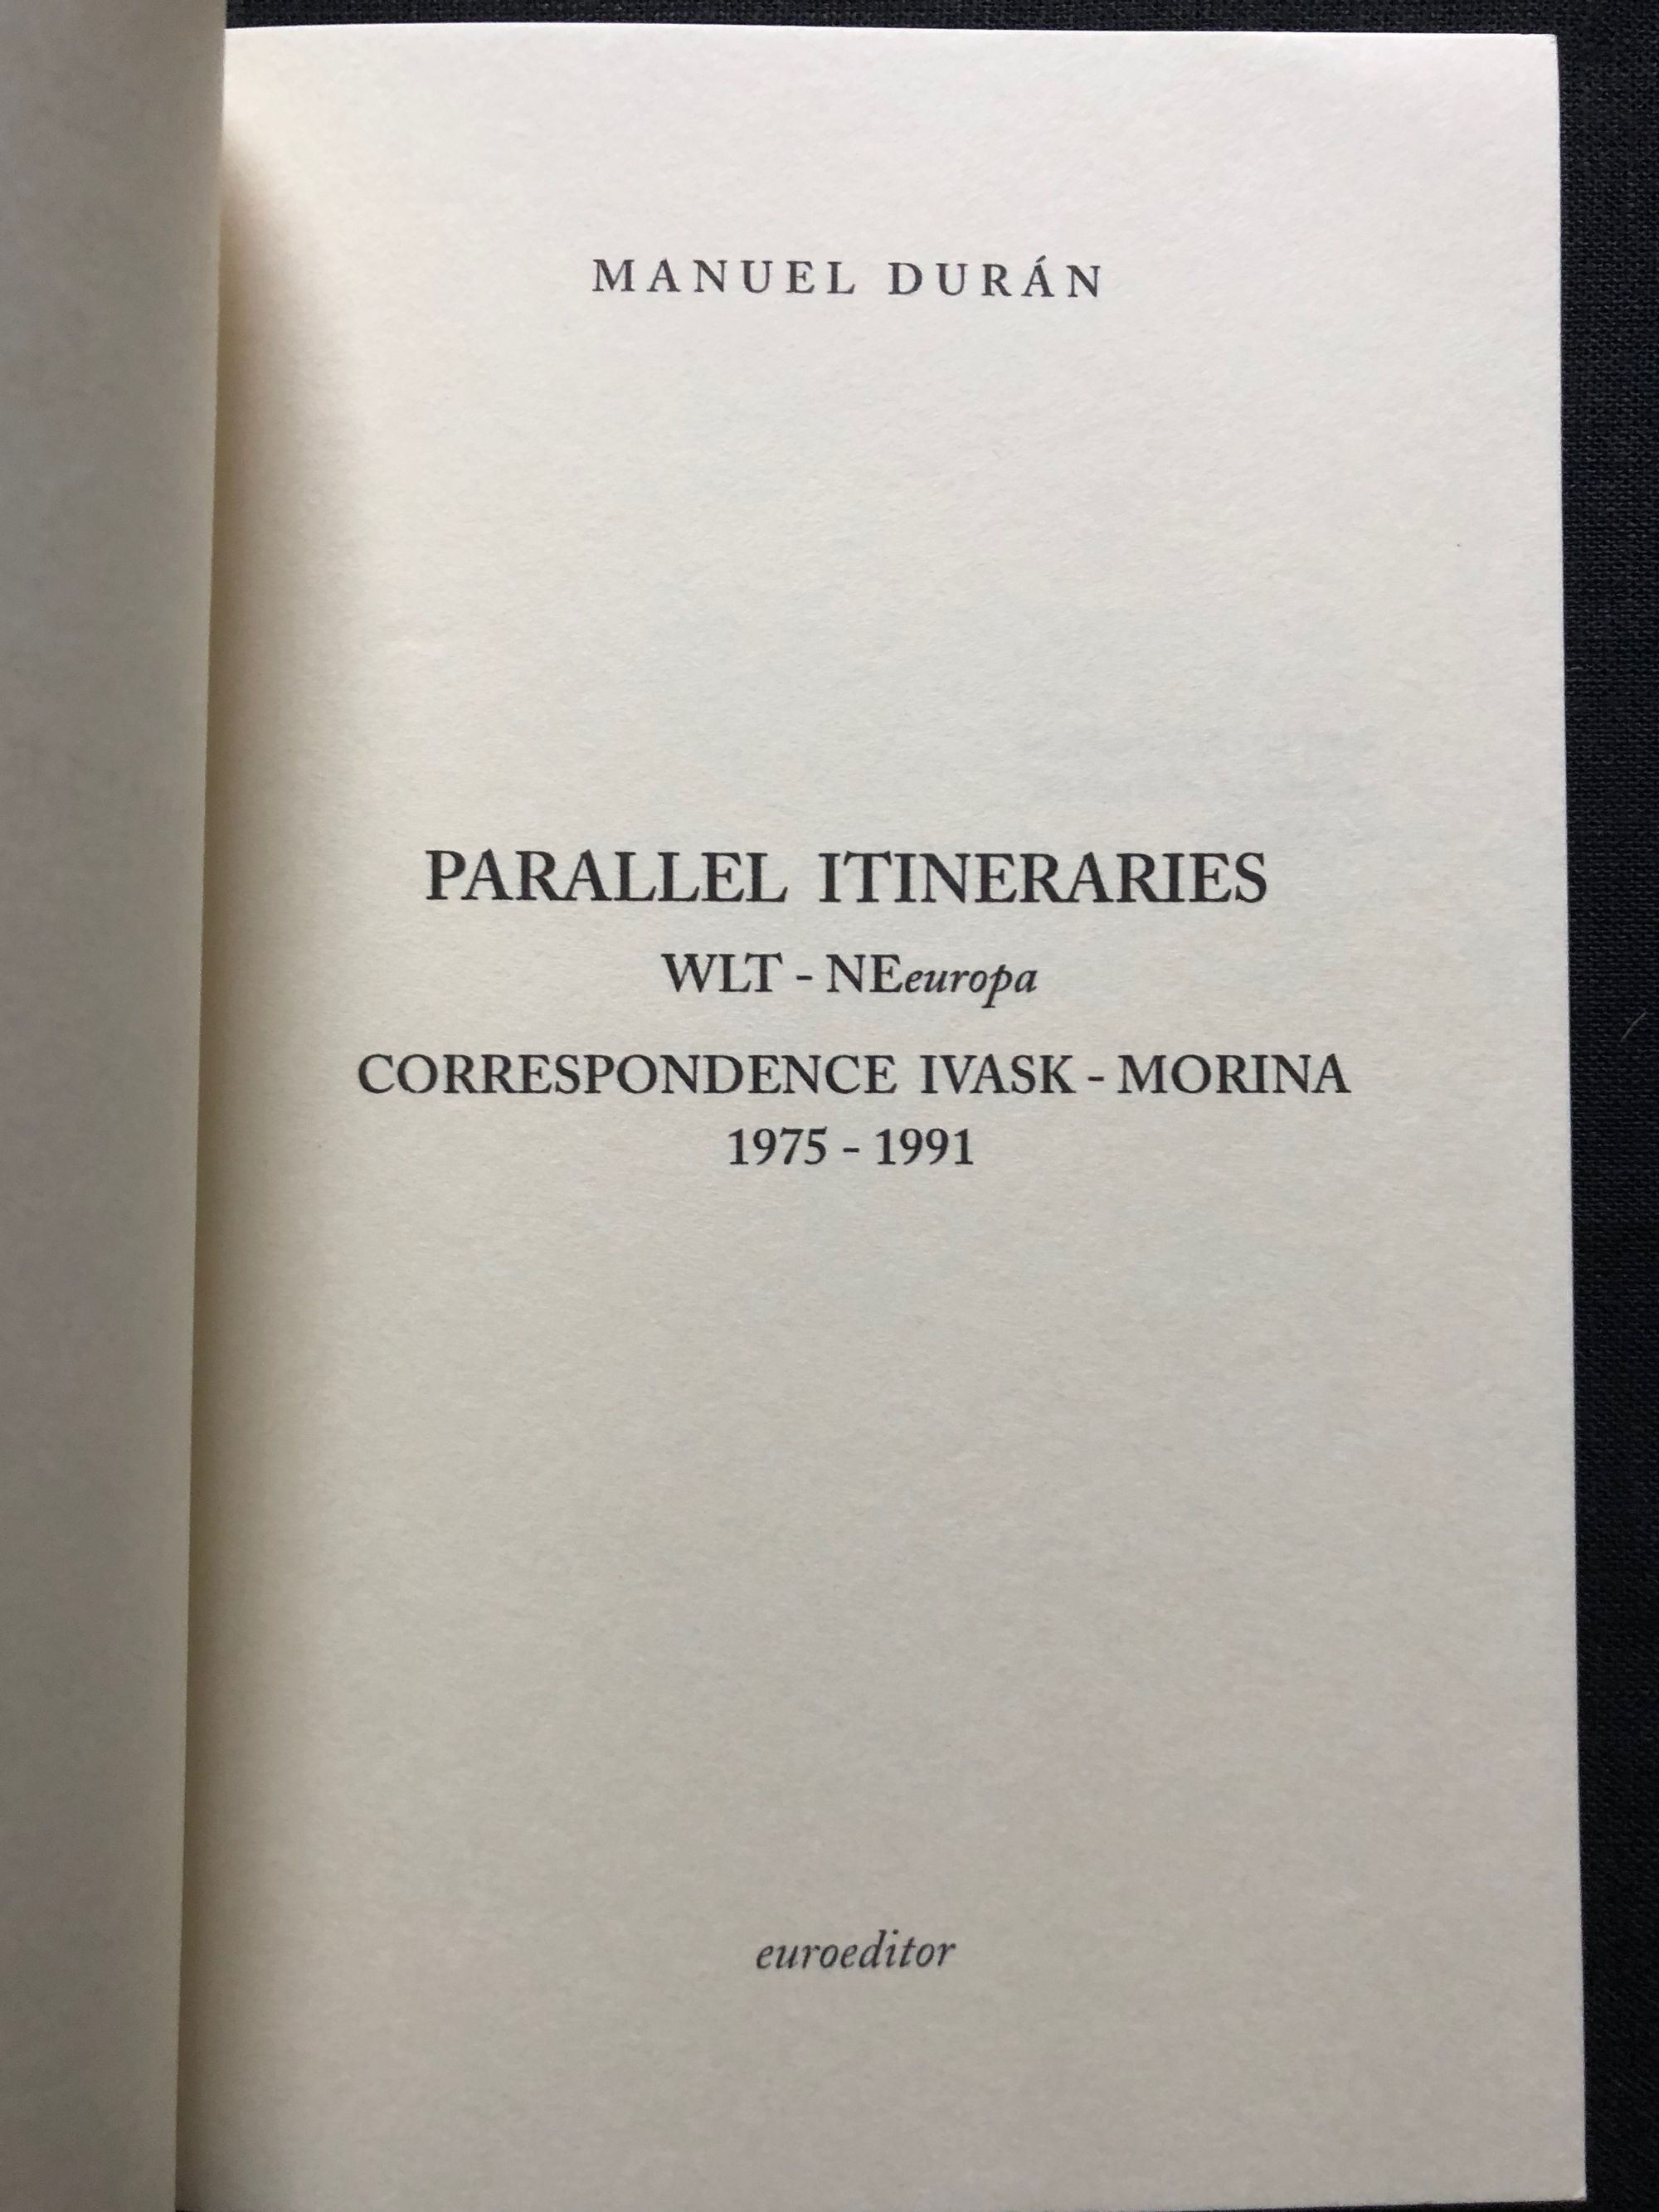 MANUEL DURÁN
PARALLEL ITINERARIES
WLT - NEeuropa
CORRESPONDENCE IVASK - MORINA
1975 - 1991
euroeditor